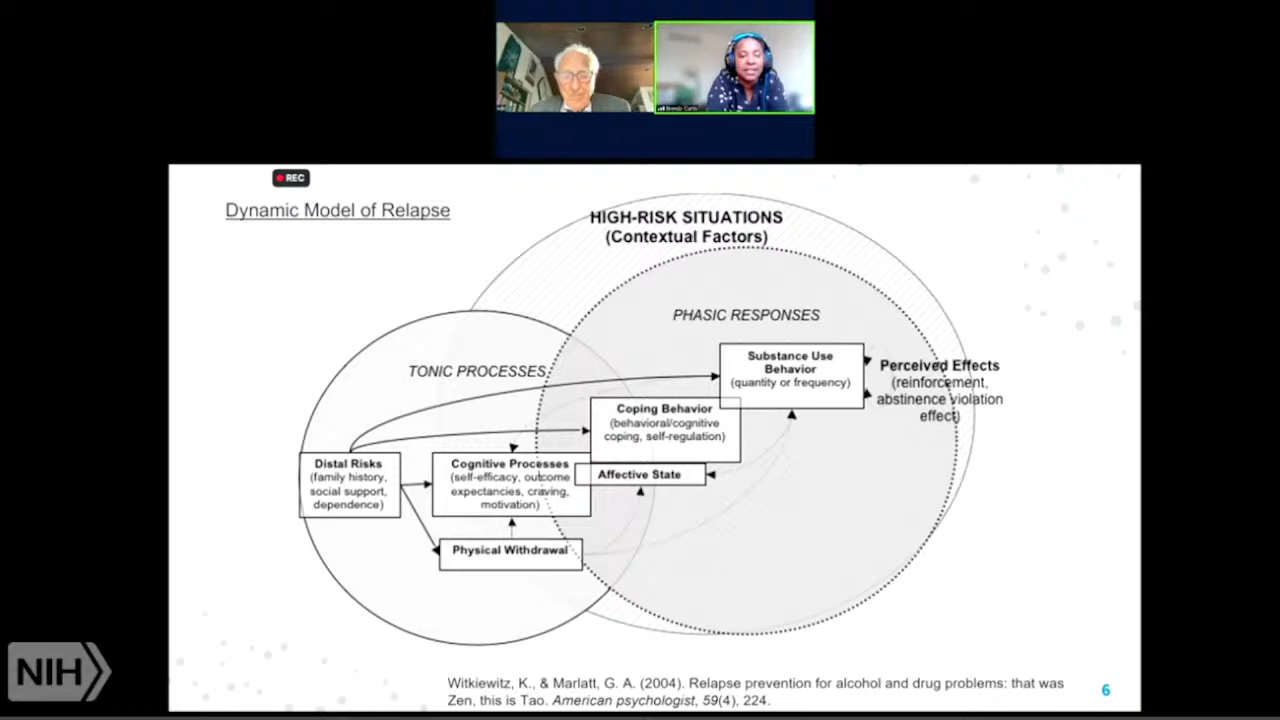 Brenda Curtis
REC
Dynamic Model of Relapse
HIGH-RISK SITUATIONS
(Contextual Factors)
PHASIC RESPONSES
TONIC PROCESSES
Substance Use
Behavior
(quantity or frequency)
Perceived Effects
(reinforcement,
abstinence violation
effect)
Coping Behavior
(behavioral/cognitive
coping, self-regulation)
Distal Risks
(family history,
social support,
dependence)
Cognitive Processes
(self-efficacy, outcome
expectancies, craving,
motivation)
Affective State
Physical Withdrawal
NIH
Witkiewitz, K., & Marlatt, G. A. (2004). Relapse prevention for alcohol and drug problems: that was
Zen, this is Tao. American psychologist, 59(4), 224.
6